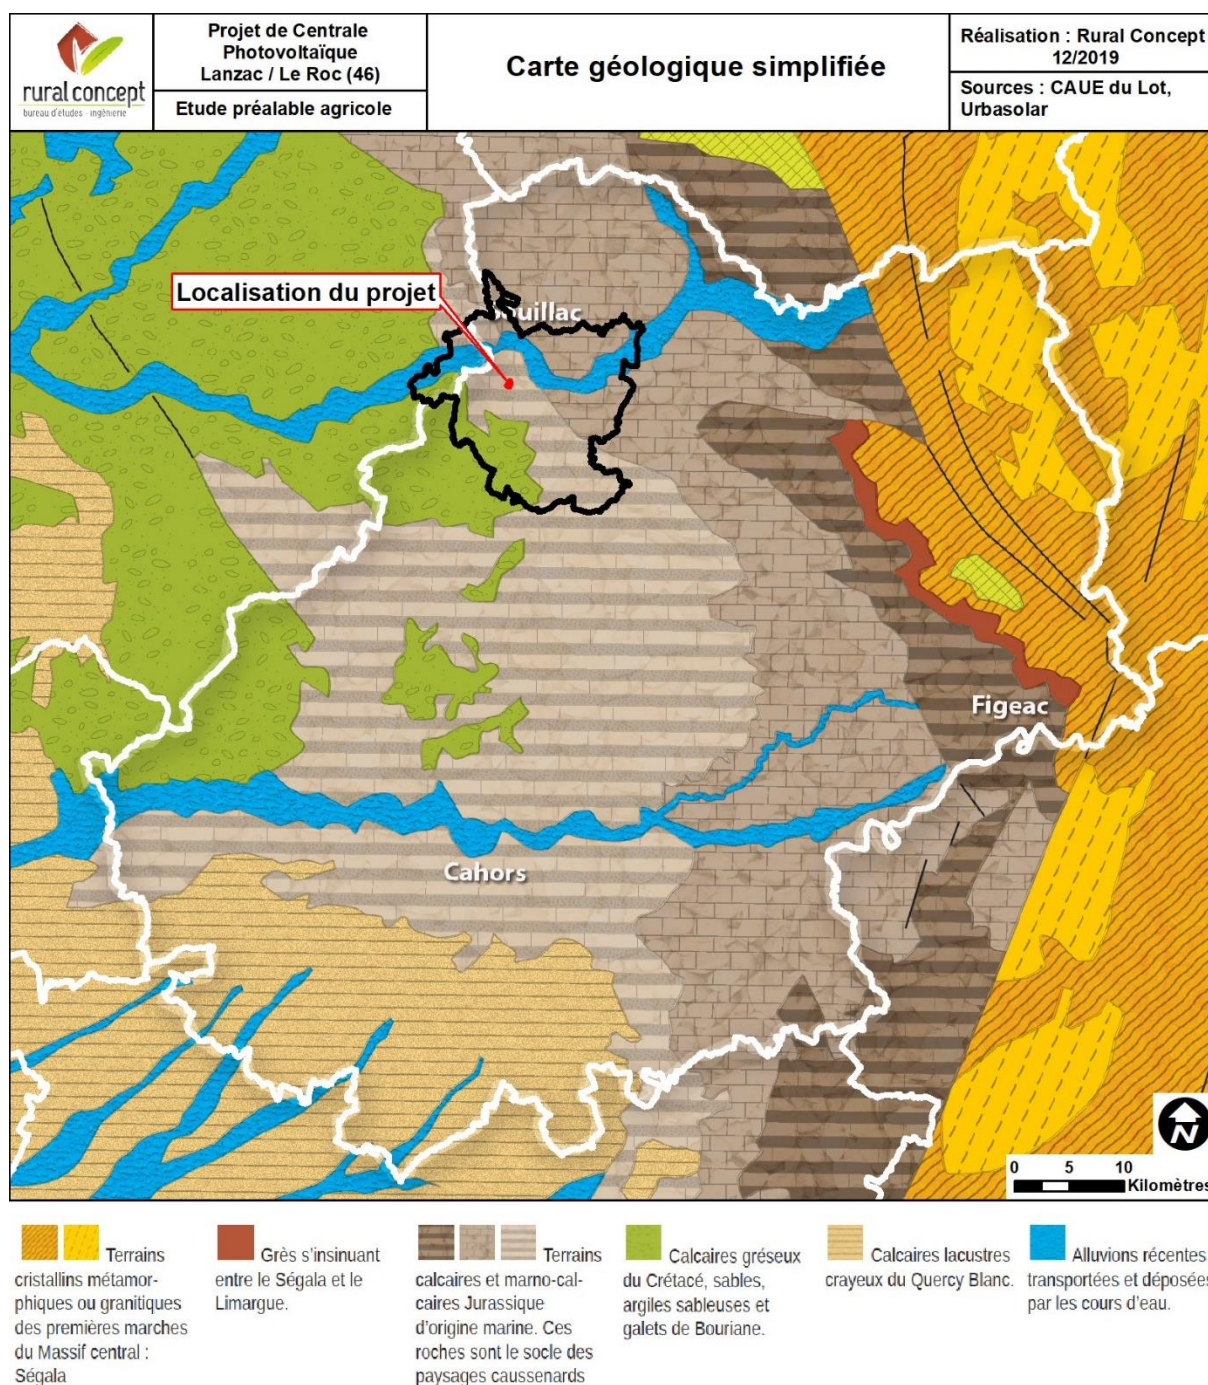 rural concept
bureau d'études - ingénierie
Projet de Centrale
Photovoltaïque
Lanzac / Le Roc (46)
Etude préalable agricole
Carte géologique simplifiée
Réalisation : Rural Concept
12/2019
Sources : CAUE du Lot,
Urbasolar
Localisation du projet
ouillac
Figeac
Cahors
N
0 5 10
Kilomètres
Terrains
cristallins métamor-
phiques ou granitiques
des premières marches
du Massif central :
Ségala
Grès s'insinuant
entre le Ségala et le
Limargue.
Terrains
calcaires et marno-cal-
caires Jurassique
d'origine marine. Ces
roches sont le socle des
paysages caussenards
Calcaires gréseux
du Crétacé, sables,
argiles sableuses et
galets de Bouriane.
Calcaires lacustres
crayeux du Quercy Blanc.
Alluvions récentes
transportées et déposées
par les cours d'eau.